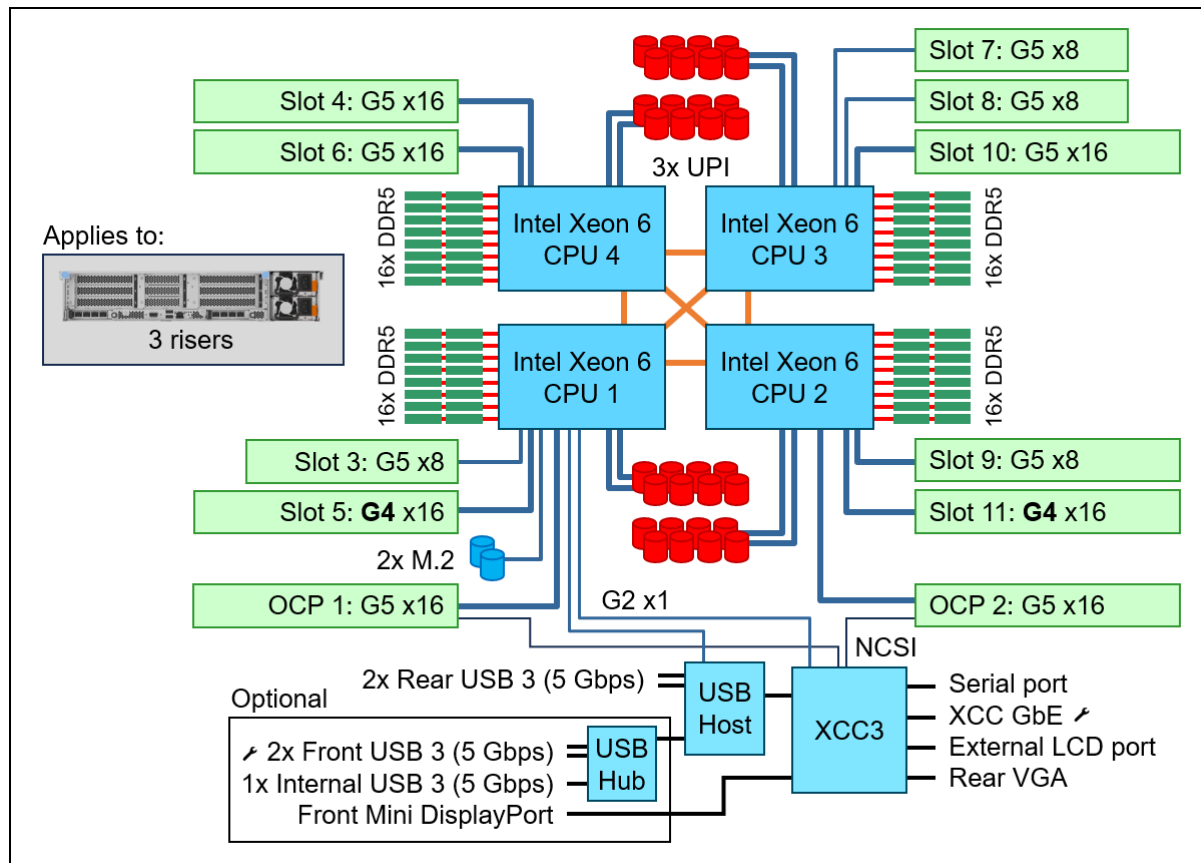 Slot 7: G5 x8
Slot 4: G5 x16
Slot 8: G5 x8
Slot 6: G5 x16
Slot 10: G5 x16
3x UPI
16x DDR5
Intel Xeon 6
CPU 4
Intel Xeon 6
CPU 3
16x DDR5
Applies to:
3 risers
16x DDR5
Intel Xeon 6
CPU 1
Intel Xeon 6
CPU 2
16x DDR5
Slot 3: G5 x8
Slot 9: G5 x8
Slot 5: G4 x16
Slot 11: G4 x16
2x M.2
OCP 1: G5 x16
G2 x1
OCP 2: G5 x16
NCSI
2x Rear USB 3 (5 Gbps)
USB
Host
XCC3
Serial port
XCC GbE
External LCD port
Rear VGA
Optional
2x Front USB 3 (5 Gbps)
1x Internal USB 3 (5 Gbps)
USB
Hub
Front Mini DisplayPort